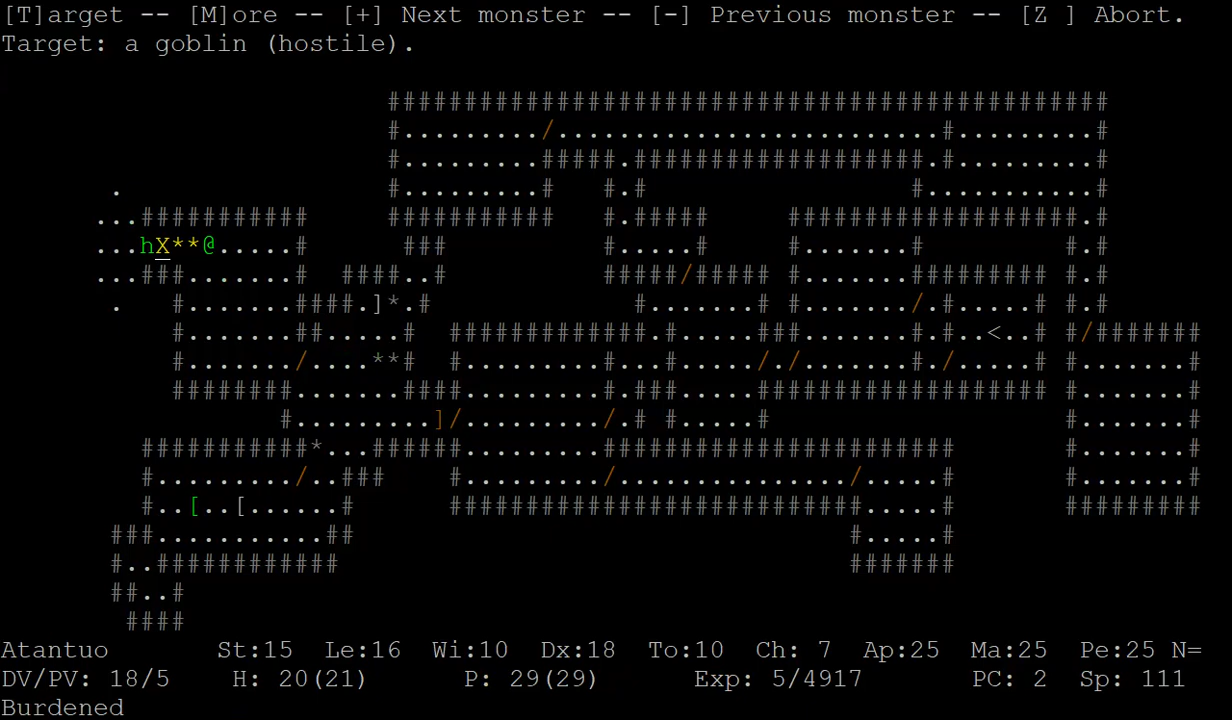 [T]arget -- [M]ore -- [+] Next monster -- [-] Previous monster -- [Z ] Abort.
Target: a goblin (hostile).
                         ###############################################
                         #........./.........................#.........#
                         #.........#####.###################.#.........#
       .                 #.........#   #.#                 #...........#
      ...###########     ###########   #.#####     ###################.#
      ...hX**@.....#      ###          #.....#     #.......#         #.#
      ...###.......#  ####..#          #####/##### #.......######### #.#
       .   #.......####.]*.#             #.......# #......./.#.....# #.#
           #.......##.....#  #############.#.....###.......#.#..<..# #/#######
           #......./....**#  #.........#...#...../././.......#./.....# #.......#
           ########.......####.........#.###.....################### #.......#
                  #.........]/........./.# #.....#                   #.......#
         ###########*...######.........#######################       #.......#
         #........./..###    #........./.............../.....#       #.......#
         #..[..[......#      ###########################.....#       #########
       ###...........##                                #.....#
       #..############                                 #######
       ##..#
        ####
Atantuo       St:15  Le:16  Wi:10  Dx:18  To:10  Ch: 7  Ap:25  Ma:25  Pe:25 N=
DV/PV: 18/5    H: 20(21)      P: 29(29)      Exp: 5/4917       PC: 2  Sp: 111
Burdened